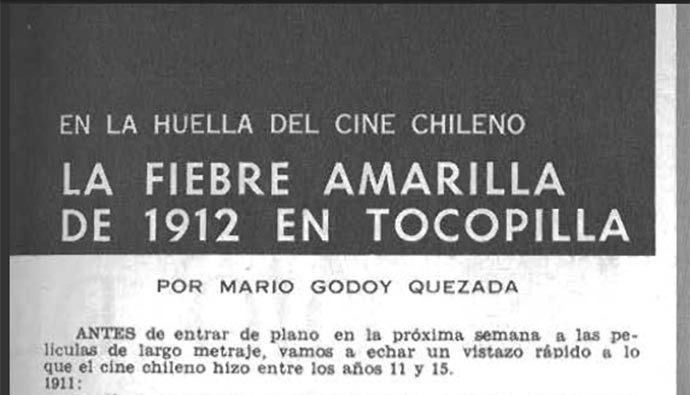 EN LA HUELLA DEL CINE CHILENO
LA FIEBRE AMARILLA
DE 1912 EN TOCOPILLA
POR MARIO GODOY QUEZADA
ANTES de entrar de plano en la próxima semana a las pe-
lículas de largo metraje, vamos a echar un vistazo rápido a lo
que el cine chileno hizo entre los años 11 y 15.
1911: